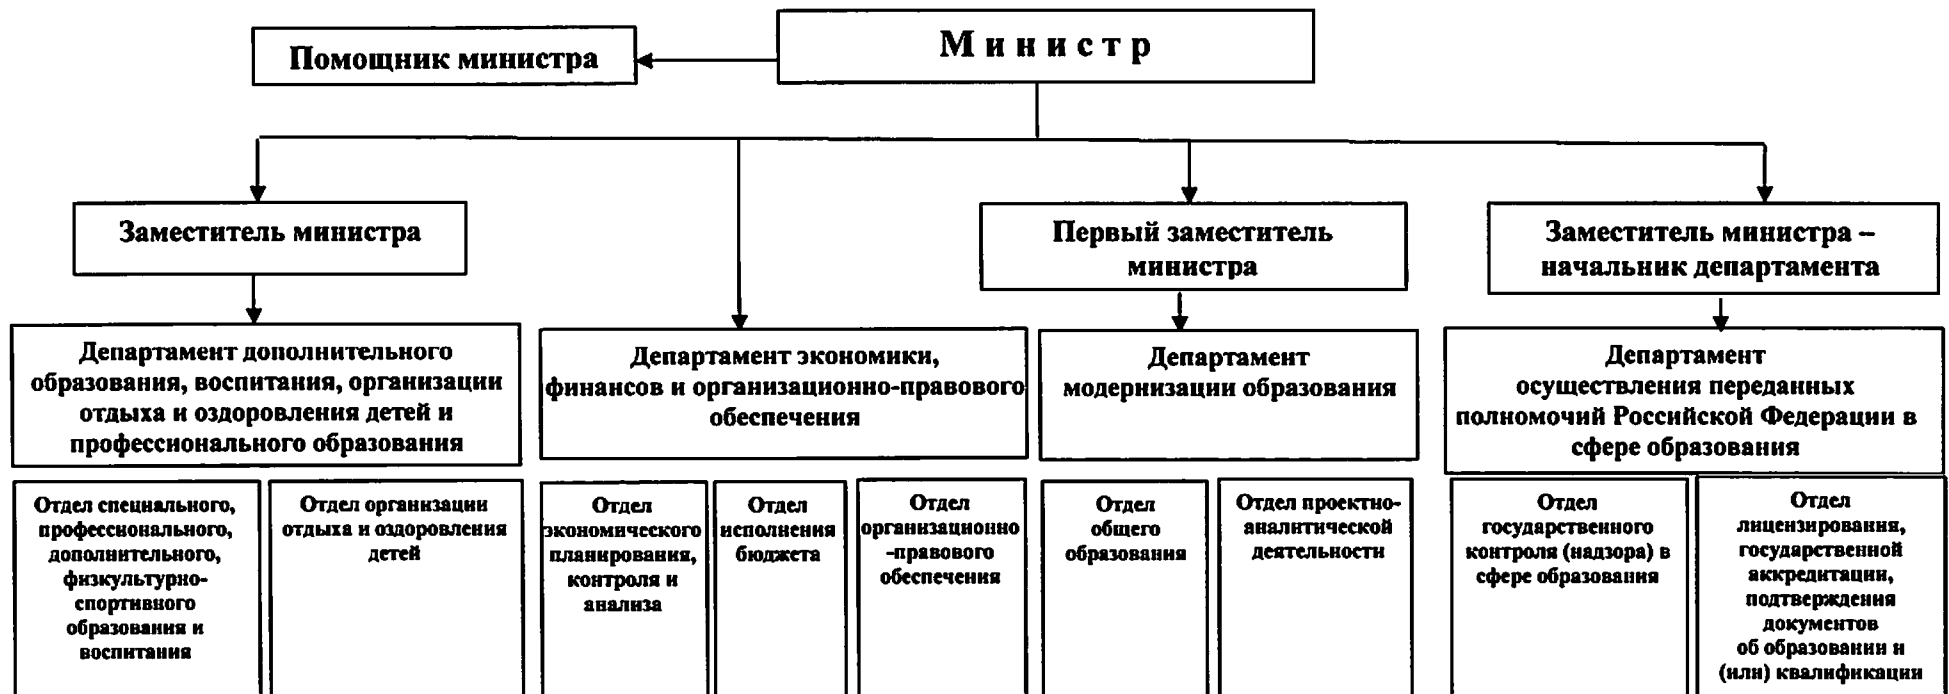 М и н и с т р
Помощник министра
Заместитель министра
Первый заместитель
министра
Заместитель министра –
начальник департамента
Департамент дополнительного
образования, воспитания, организации
отдыха и оздоровления детей и
профессионального образования
Департамент экономики,
финансов и организационно-правового
обеспечения
Департамент
модернизации образования
Департамент
осуществления переданных
полномочий Российской Федерации в
сфере образования
Отдел специального,
профессионального,
дополнительного,
физкультурно-
спортивного
образования и
воспитания
Отдел организации
отдыха и оздоровления
детей
Отдел
экономического
планирования,
контроля и
анализа
Отдел
исполнения
бюджета
Отдел
организационно
-правового
обеспечения
Отдел
общего
образования
Отдел проектно-
аналитической
деятельности
Отдел
государственного
контроля (надзора) в
сфере образования
Отдел
лицензирования,
государственной
аккредитации,
подтверждения
документов
об образовании и
(или) квалификации